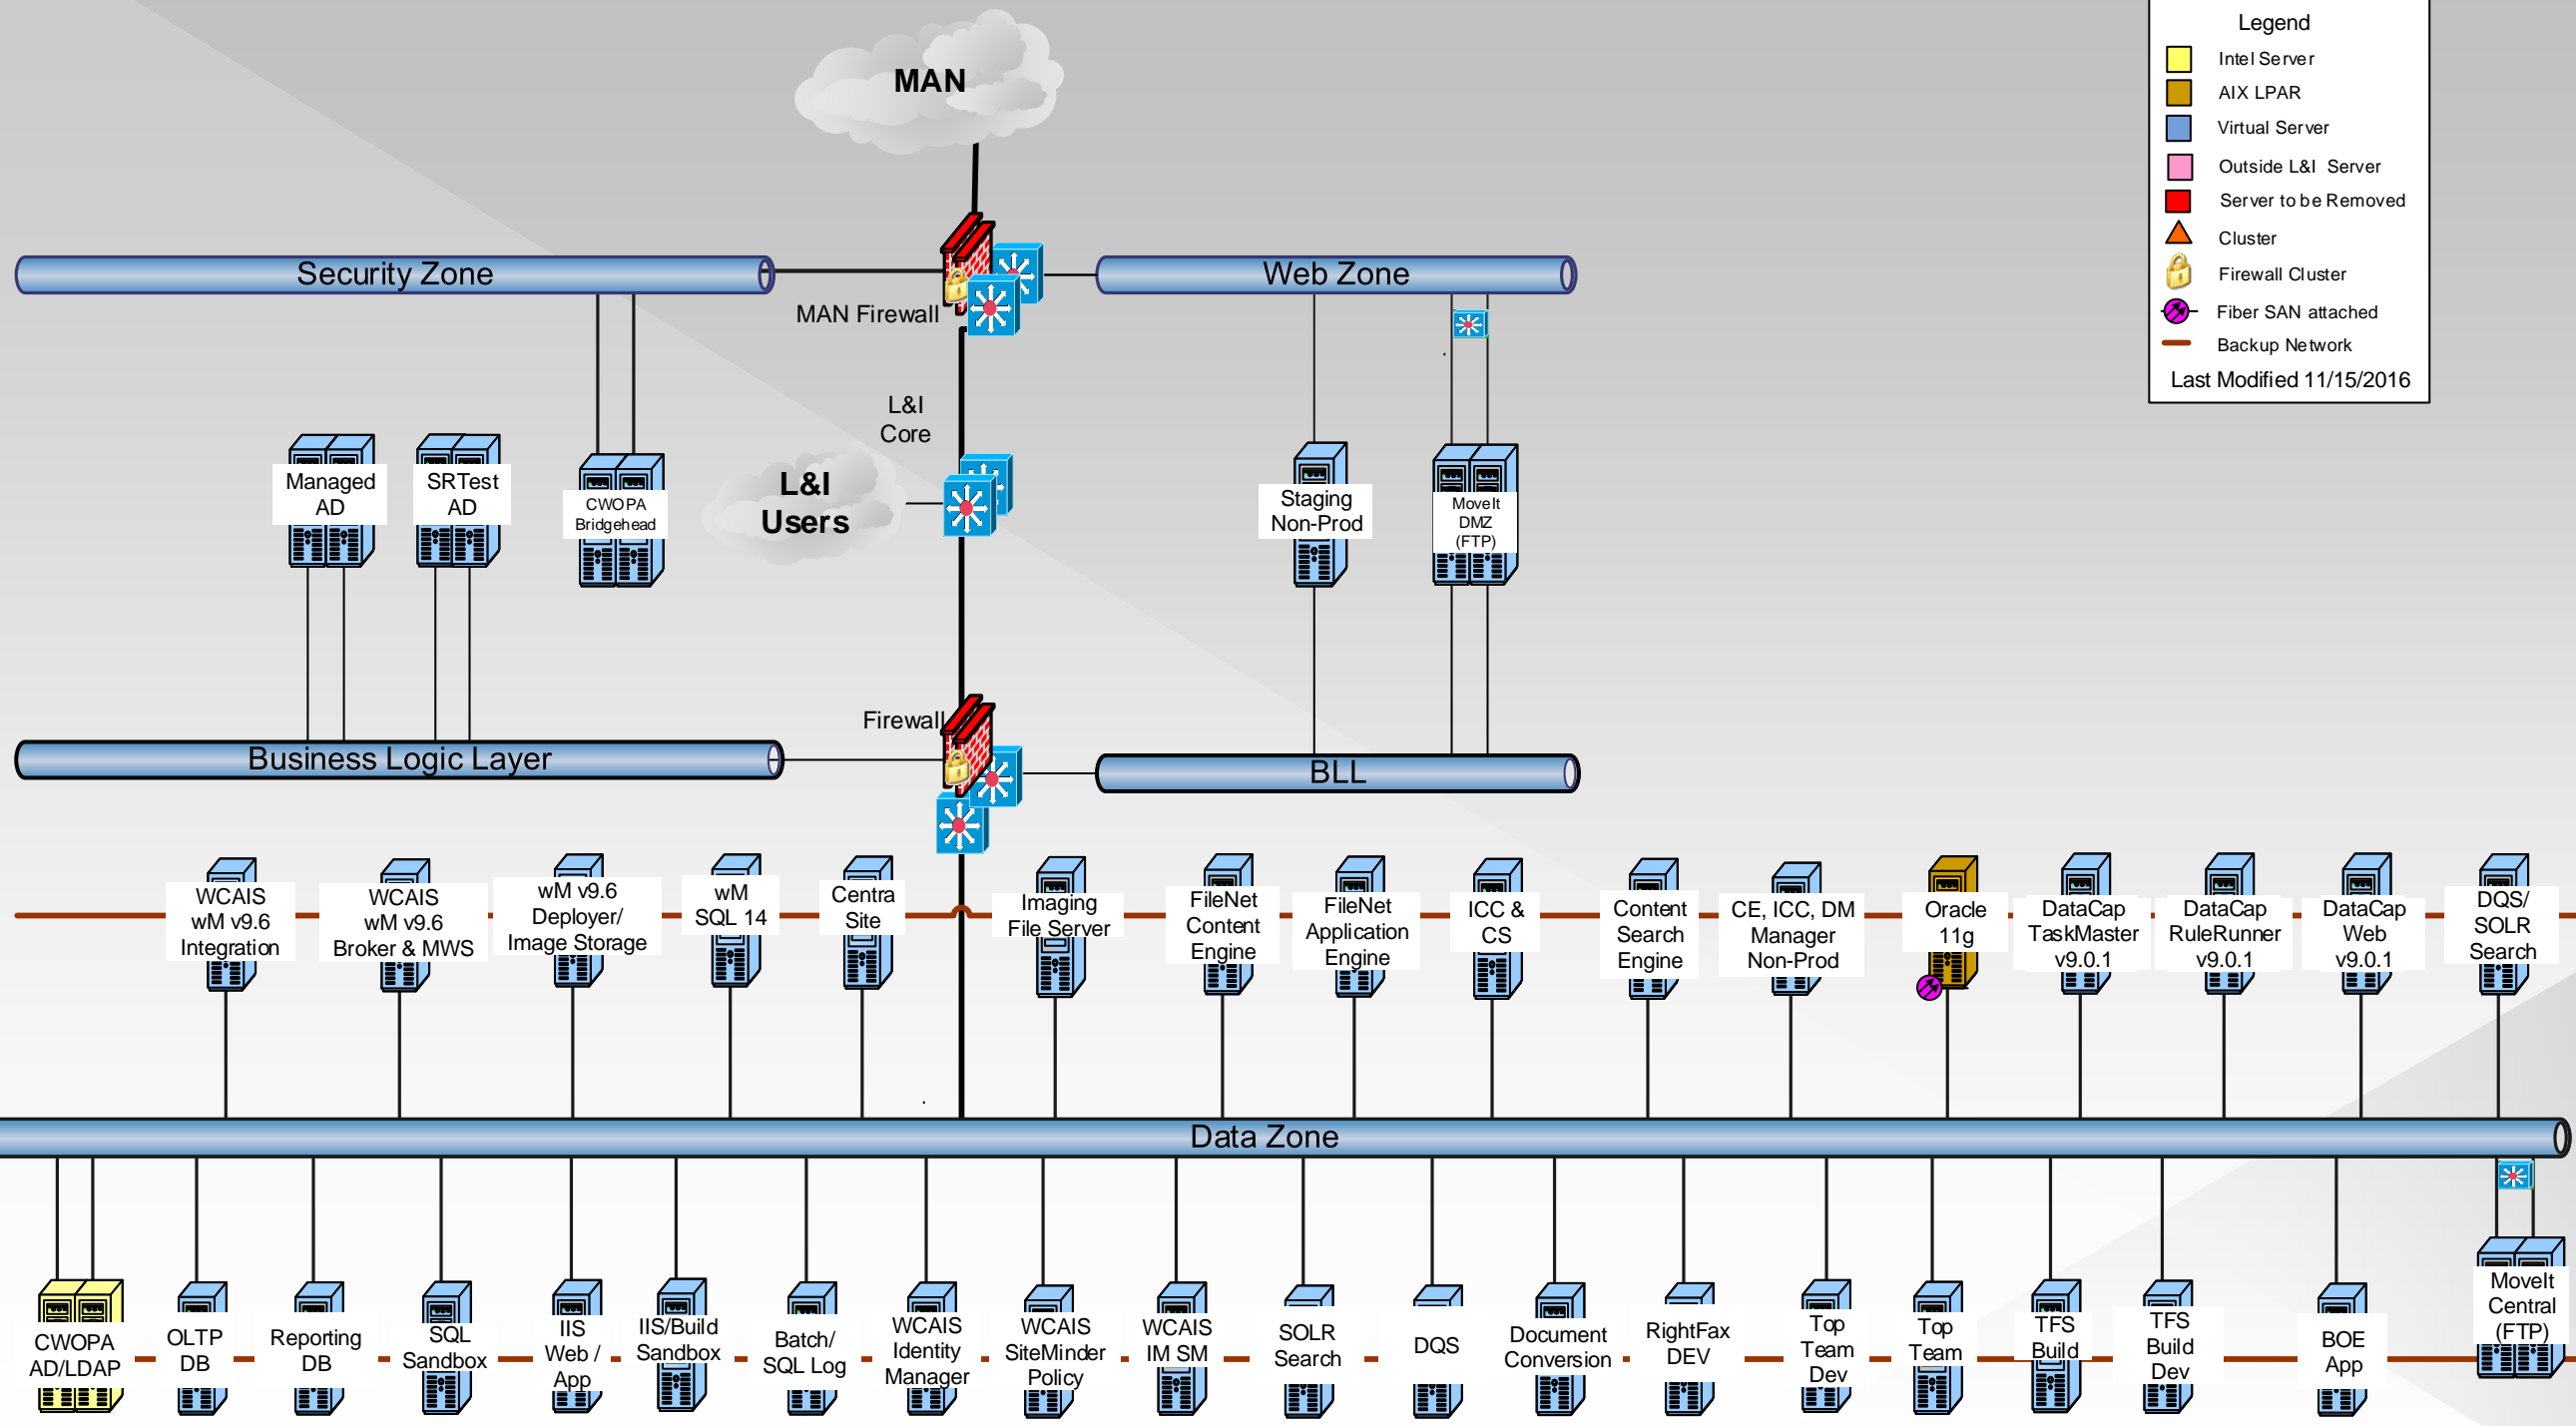 MAN
Legend
Intel Server
AIX LPAR
Virtual Server
Outside L&I Server
Server to be Removed
Cluster
Firewall Cluster
Fiber SAN attached
Backup Network
Last Modified 11/15/2016
Security Zone
Web Zone
MAN Firewall
L&I
Core
Managed
AD
SRTest
AD
CWOPA
Bridgehead
L&I
Users
Staging
Non-Prod
MoveIt
DMZ
(FTP)
Firewall
Business Logic Layer
BLL
WCAIS
wM v9.6
Integration
WCAIS
wM v9.6
Broker & MWS
wM v9.6
Deployer/
Image Storage
wM
SQL 14
Centra
Site
Imaging
File Server
FileNet
Content
Engine
FileNet
Application
Engine
ICC &
CS
Content
Search
Engine
CE, ICC, DM
Manager
Non-Prod
Oracle
11g
DataCap
TaskMaster
v9.0.1
DataCap
RuleRunner
v9.0.1
DataCap
Web
v9.0.1
DQS/
SOLR
Search
Data Zone
CWOPA
AD/LDAP
OLTP
DB
Reporting
DB
SQL
Sandbox
IIS
Web /
App
IIS/Build
Sandbox
Batch/
SQL Log
WCAIS
Identity
Manager
WCAIS
SiteMinder
Policy
WCAIS
IM SM
SOLR
Search
DQS
Document
Conversion
RightFax
DEV
Top
Team
Dev
Top
Team
TFS
Build
TFS
Build
Dev
BOE
App
MoveIt
Central
(FTP)